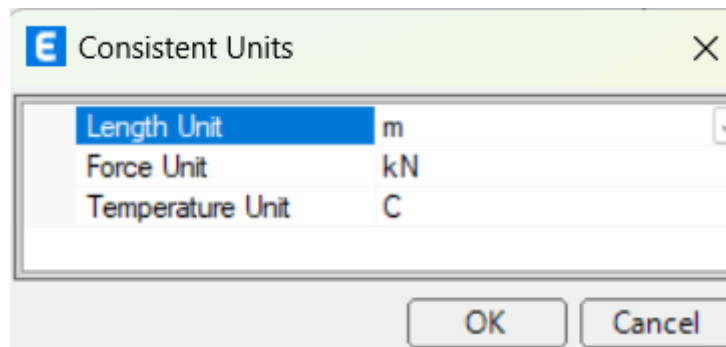 E Consistent Units
Length Unit m
Force Unit kN
Temperature Unit C
OK Cancel